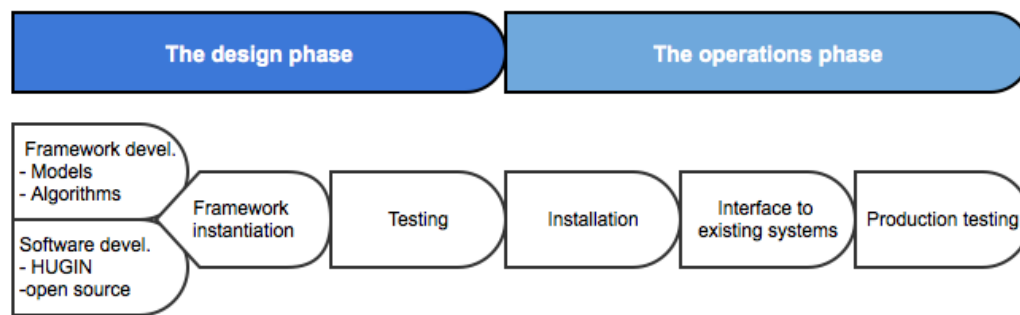 The design phase
The operations phase
Framework devel.
- Models
- Algorithms
Software devel.
- HUGIN
-open source
Framework
instantiation
Testing
Installation
Interface to
existing systems
Production testing